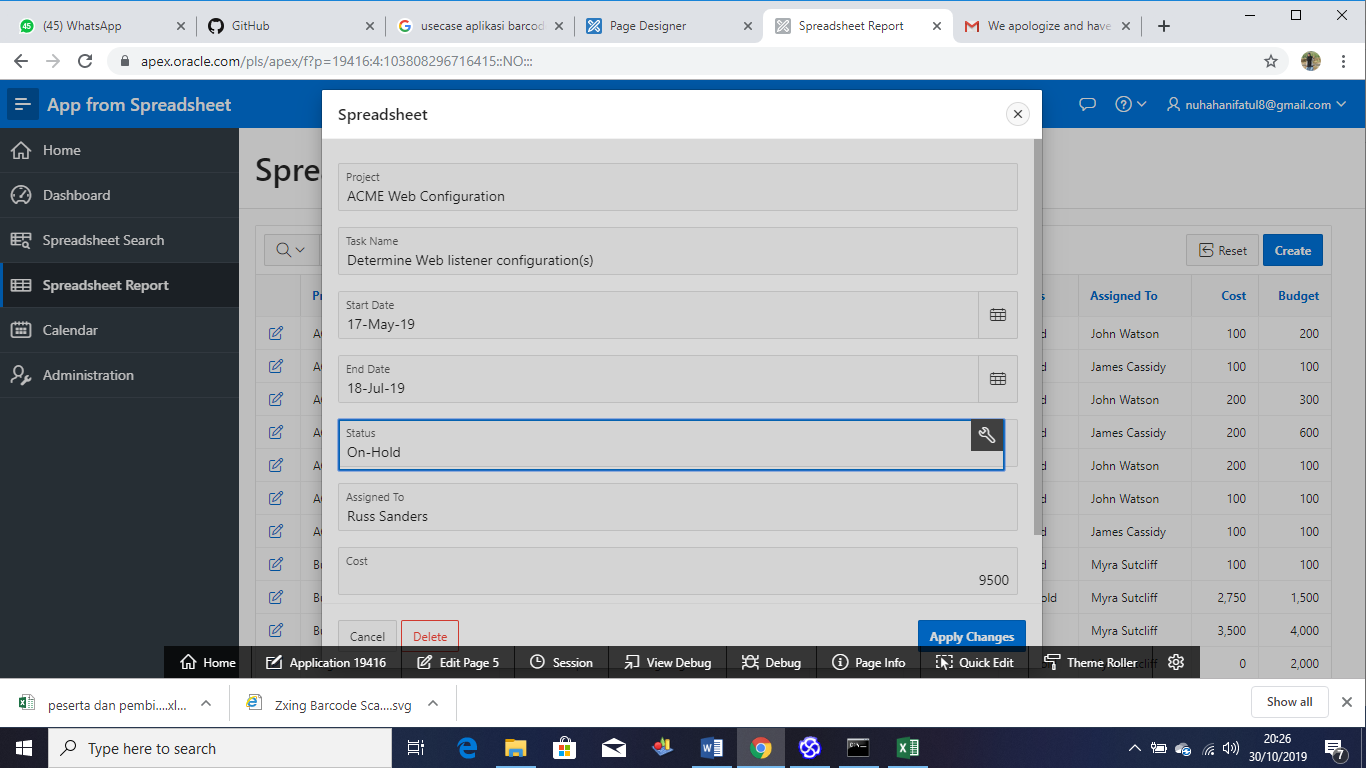 (45) WhatsApp
GitHub
usecase aplikasi barcod
Page Designer
Spreadsheet Report
We apologize and have
apex.oracle.com/pls/apex/f?p=19416:4:103808296716415::NO:::
App from Spreadsheet
nuhahanifatul8@gmail.com
Home
Dashboard
Spreadsheet Search
Spreadsheet Report
Calendar
Administration
Spre
Reset
Create
Assigned To
Cost
Budget
John Watson 100 200
James Cassidy 100 100
John Watson 200 300
James Cassidy 200 600
John Watson 200 100
John Watson 100 100
James Cassidy 100 100
Myra Sutcliff 100 100
old Myra Sutcliff 2,750 1,500
Myra Sutcliff 3,500 4,000
0 2,000
Spreadsheet
Project
ACME Web Configuration
Task Name
Determine Web listener configuration(s)
Start Date
17-May-19
End Date
18-Jul-19
Status
On-Hold
Assigned To
Russ Sanders
Cost
9500
Cancel
Delete
Apply Changes
Home
Application 19416
Edit Page 5
Session
View Debug
Debug
Page Info
Quick Edit
Theme Roller
peserta dan pembi....xl...
Zxing Barcode Sca....svg
Show all
Type here to search
20:26
30/10/2019
7